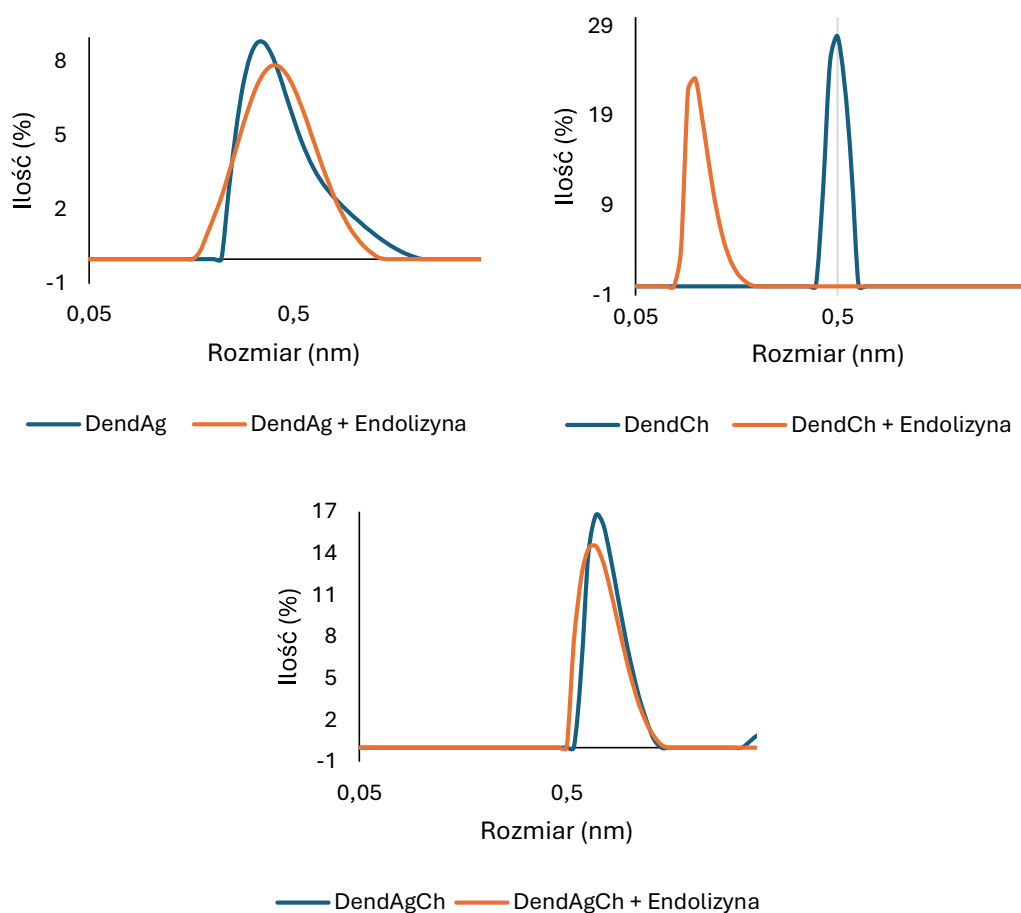 Ilość (%)
8
5
2
-1
0,05
0,5
Rozmiar (nm)
DendAg
DendAg + Endolizyna
Ilość (%)
29
19
9
-1
0,05
0,5
Rozmiar (nm)
DendCh
DendCh + Endolizyna
Ilość (%)
17
14
11
8
5
2
-1
0,05
0,5
Rozmiar (nm)
DendAgCh
DendAgCh + Endolizyna